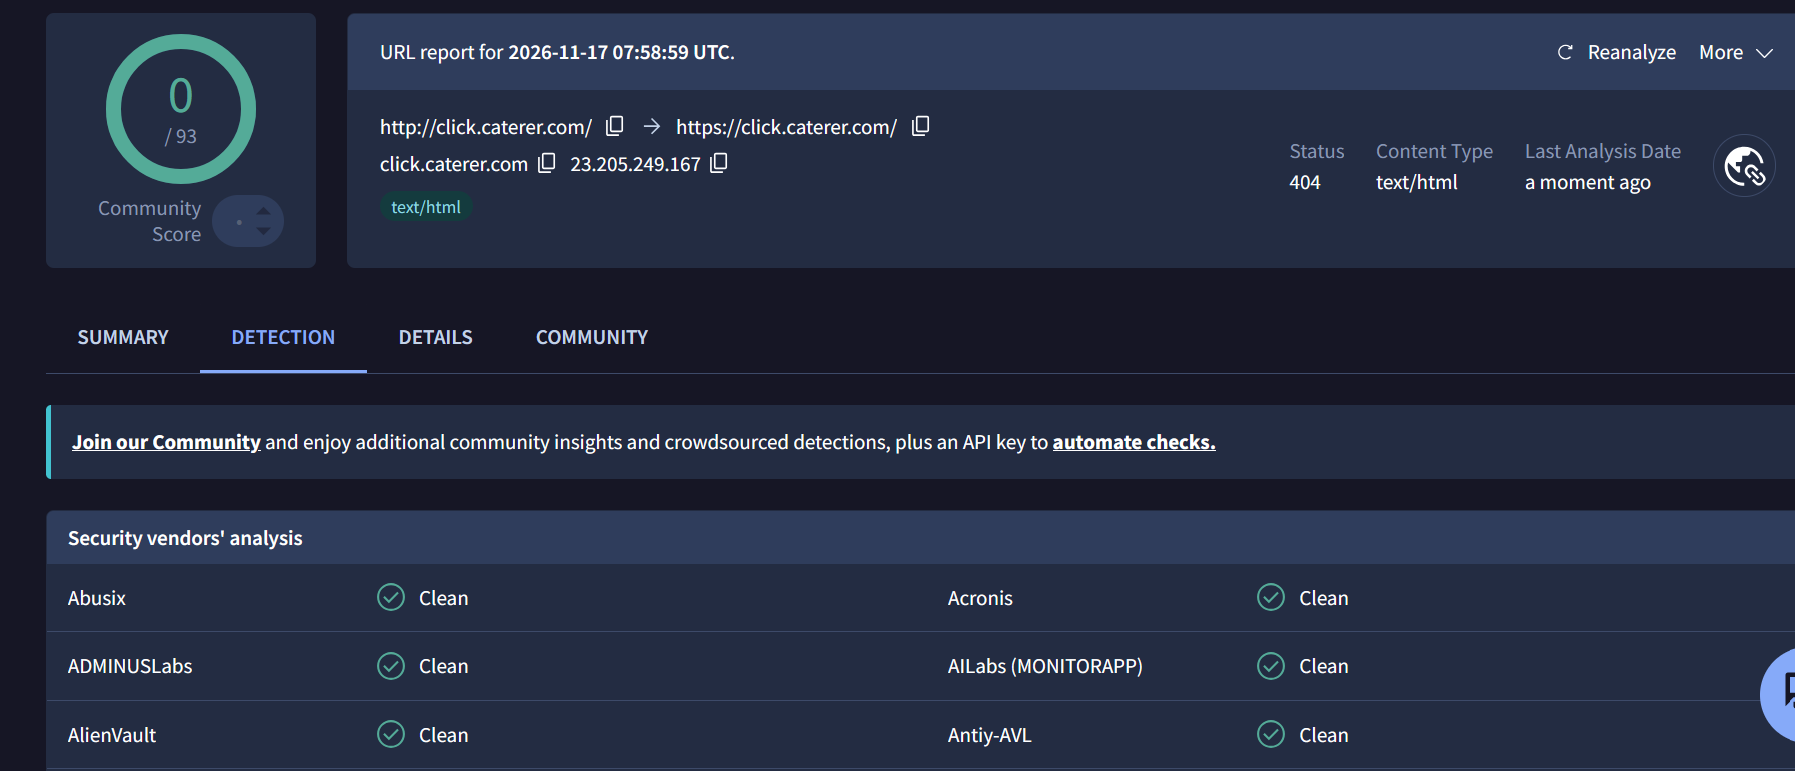 0
/ 93
Community
Score
URL report for 2026-11-17 07:58:59 UTC.
Reanalyze More
http://click.caterer.com/ → https://click.caterer.com/
click.caterer.com 23.205.249.167
text/html
Status Content Type Last Analysis Date
404 text/html a moment ago
SUMMARY DETECTION DETAILS COMMUNITY
Join our Community and enjoy additional community insights and crowdsourced detections, plus an API key to automate checks.
Security vendors' analysis
Abusix Clean Acronis Clean
ADMINUSLabs Clean AILabs (MONITORAPP) Clean
AlienVault Clean Antiy-AVL Clean